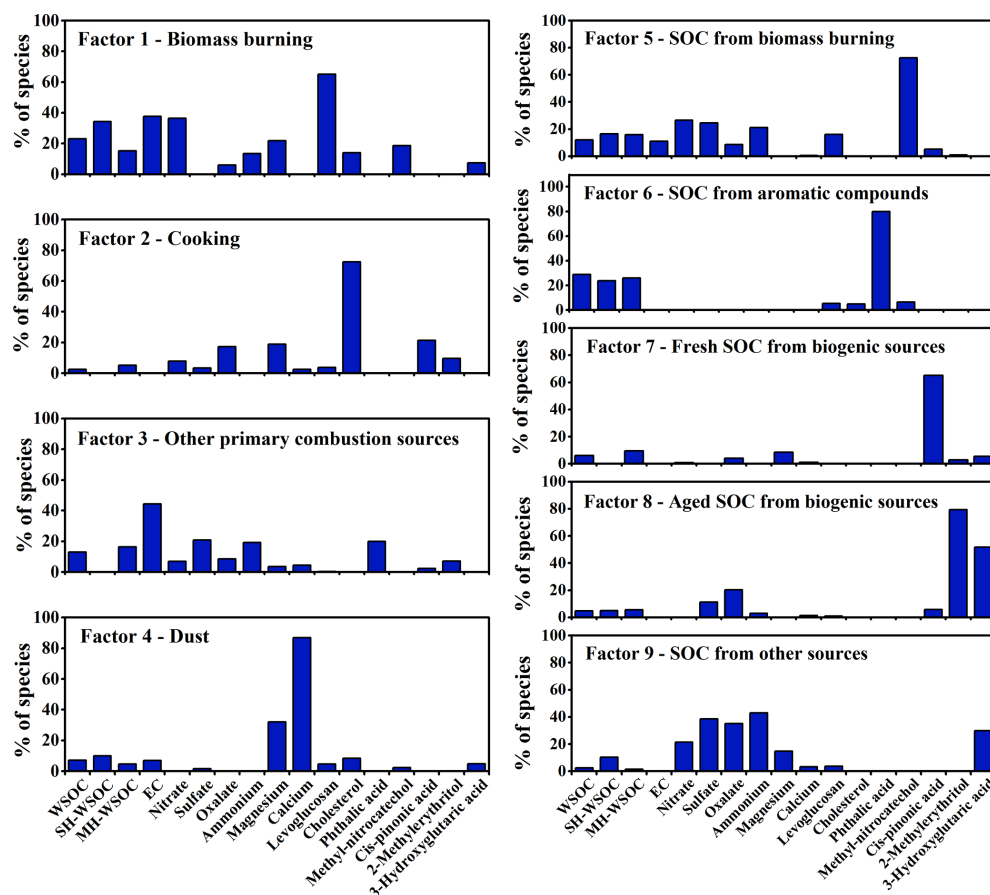 % of species
100
80
60
40
20
0
Factor 1 - Biomass burning
% of species
100
80
60
40
20
0
Factor 2 - Cooking
% of species
100
80
60
40
20
0
Factor 3 - Other primary combustion sources
% of species
100
80
60
40
20
0
Factor 4 - Dust
WSOC
SH-WSOC
MH-WSOC
EC
Nitrate
Sulfate
Oxalate
Ammonium
Magnesium
Calcium
Levoglucosan
Cholesterol
Phthalic acid
Methyl-nitrocatechol
Cis-pinonic acid
2-Methylerythritol
3-Hydroxyglutaric acid
% of species
100
80
60
40
20
0
Factor 5 - SOC from biomass burning
% of species
80
60
40
20
0
Factor 6 - SOC from aromatic compounds
% of species
100
80
60
40
20
0
Factor 7 - Fresh SOC from biogenic sources
% of species
100
80
60
40
20
0
Factor 8 - Aged SOC from biogenic sources
% of species
100
80
60
40
20
0
Factor 9 - SOC from other sources
WSOC
SH-WSOC
MH-WSOC
EC
Nitrate
Sulfate
Oxalate
Ammonium
Magnesium
Calcium
Levoglucosan
Cholesterol
Phthalic acid
Methyl-nitrocatechol
Cis-pinonic acid
2-Methylerythritol
3-Hydroxyglutaric acid